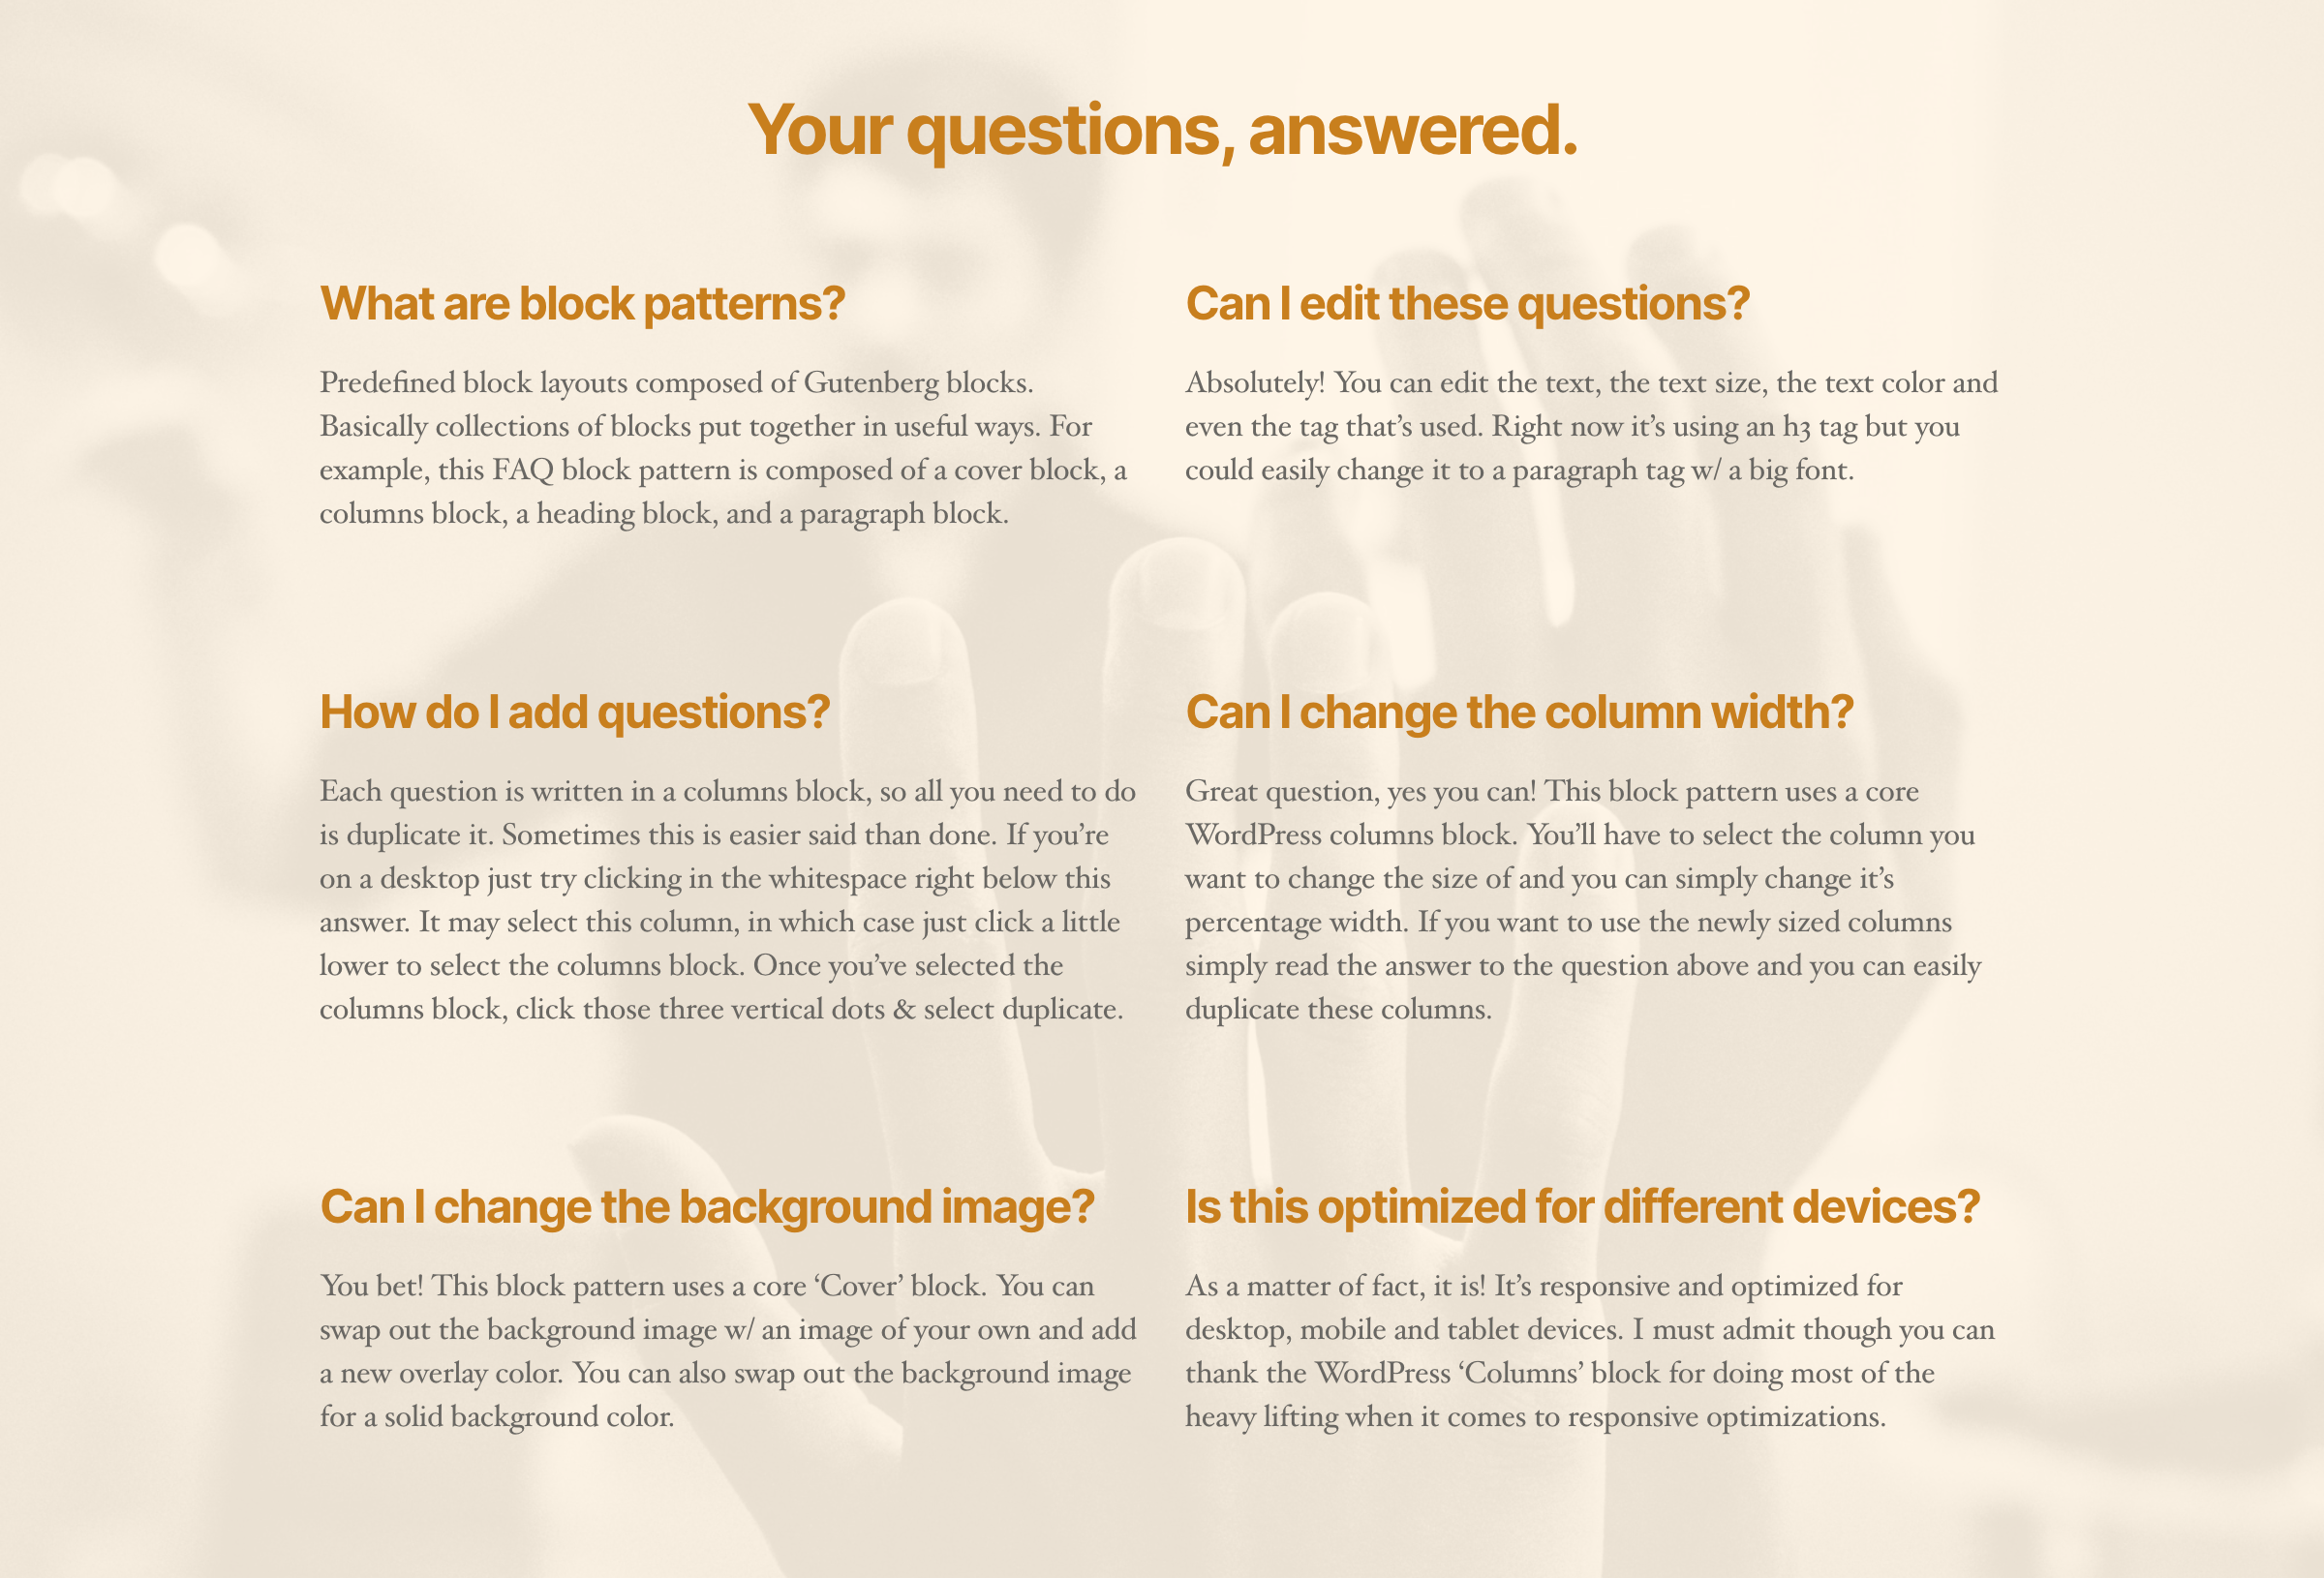 Your questions, answered.
What are block patterns?
Predefined block layouts composed of Gutenberg blocks.
Basically collections of blocks put together in useful ways. For
example, this FAQ block pattern is composed of a cover block, a
columns block, a heading block, and a paragraph block.
Can I edit these questions?
Absolutely! You can edit the text, the text size, the text color and
even the tag that’s used. Right now it’s using an h3 tag but you
could easily change it to a paragraph tag w/ a big font.
How do I add questions?
Each question is written in a columns block, so all you need to do
is duplicate it. Sometimes this is easier said than done. If you’re
on a desktop just try clicking in the whitespace right below this
answer. It may select this column, in which case just click a little
lower to select the columns block. Once you’ve selected the
columns block, click those three vertical dots & select duplicate.
Can I change the column width?
Great question, yes you can! This block pattern uses a core
WordPress columns block. You’ll have to select the column you
want to change the size of and you can simply change it’s
percentage width. If you want to use the newly sized columns
simply read the answer to the question above and you can easily
duplicate these columns.
Can I change the background image?
You bet! This block pattern uses a core ‘Cover’ block. You can
swap out the background image w/ an image of your own and add
a new overlay color. You can also swap out the background image
for a solid background color.
Is this optimized for different devices?
As a matter of fact, it is! It’s responsive and optimized for
desktop, mobile and tablet devices. I must admit though you can
thank the WordPress ‘Columns’ block for doing most of the
heavy lifting when it comes to responsive optimizations.